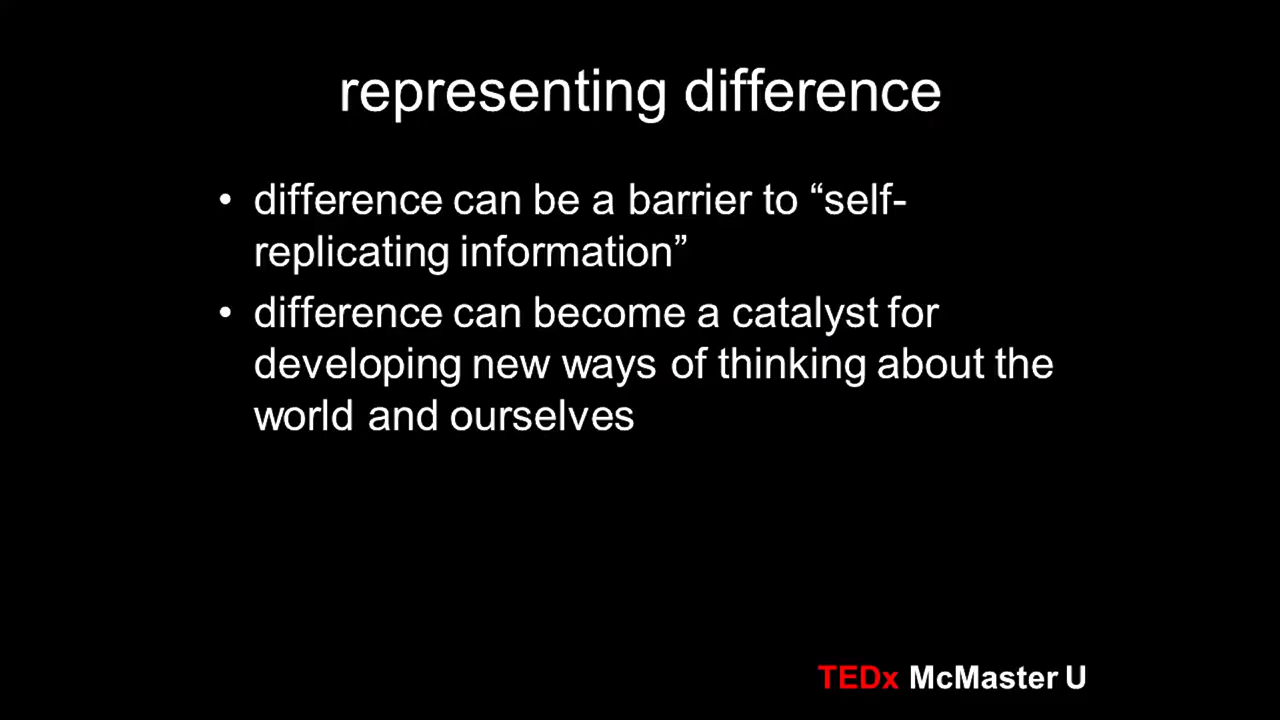 representing difference
• difference can be a barrier to “self-
replicating information”
• difference can become a catalyst for
developing new ways of thinking about the
world and ourselves
TEDx McMaster U